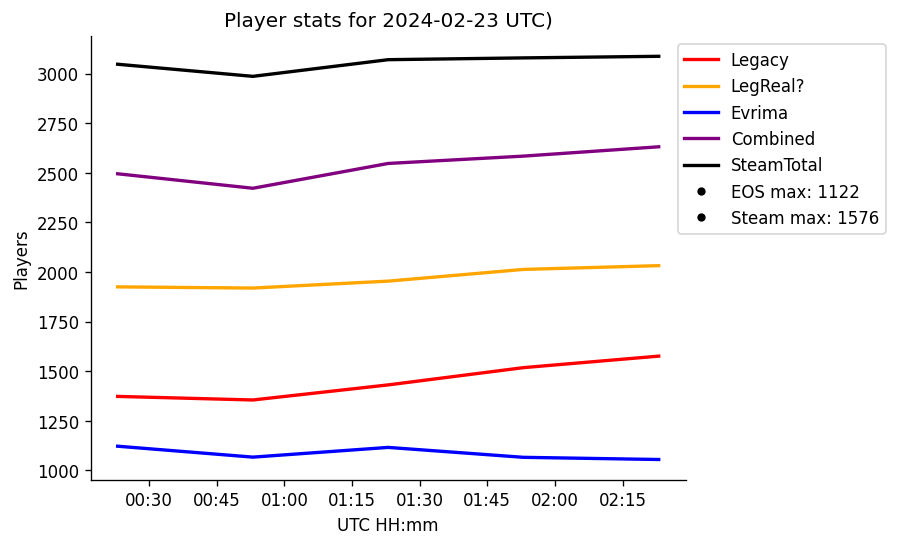 Player stats for 2024-02-23 UTC)
Legacy
LegReal?
Evrima
Combined
SteamTotal
EOS max: 1122
Steam max: 1576
Players
3000
2750
2500
2250
2000
1750
1500
1250
1000
00:30 00:45 01:00 01:15 01:30 01:45 02:00 02:15
UTC HH:mm